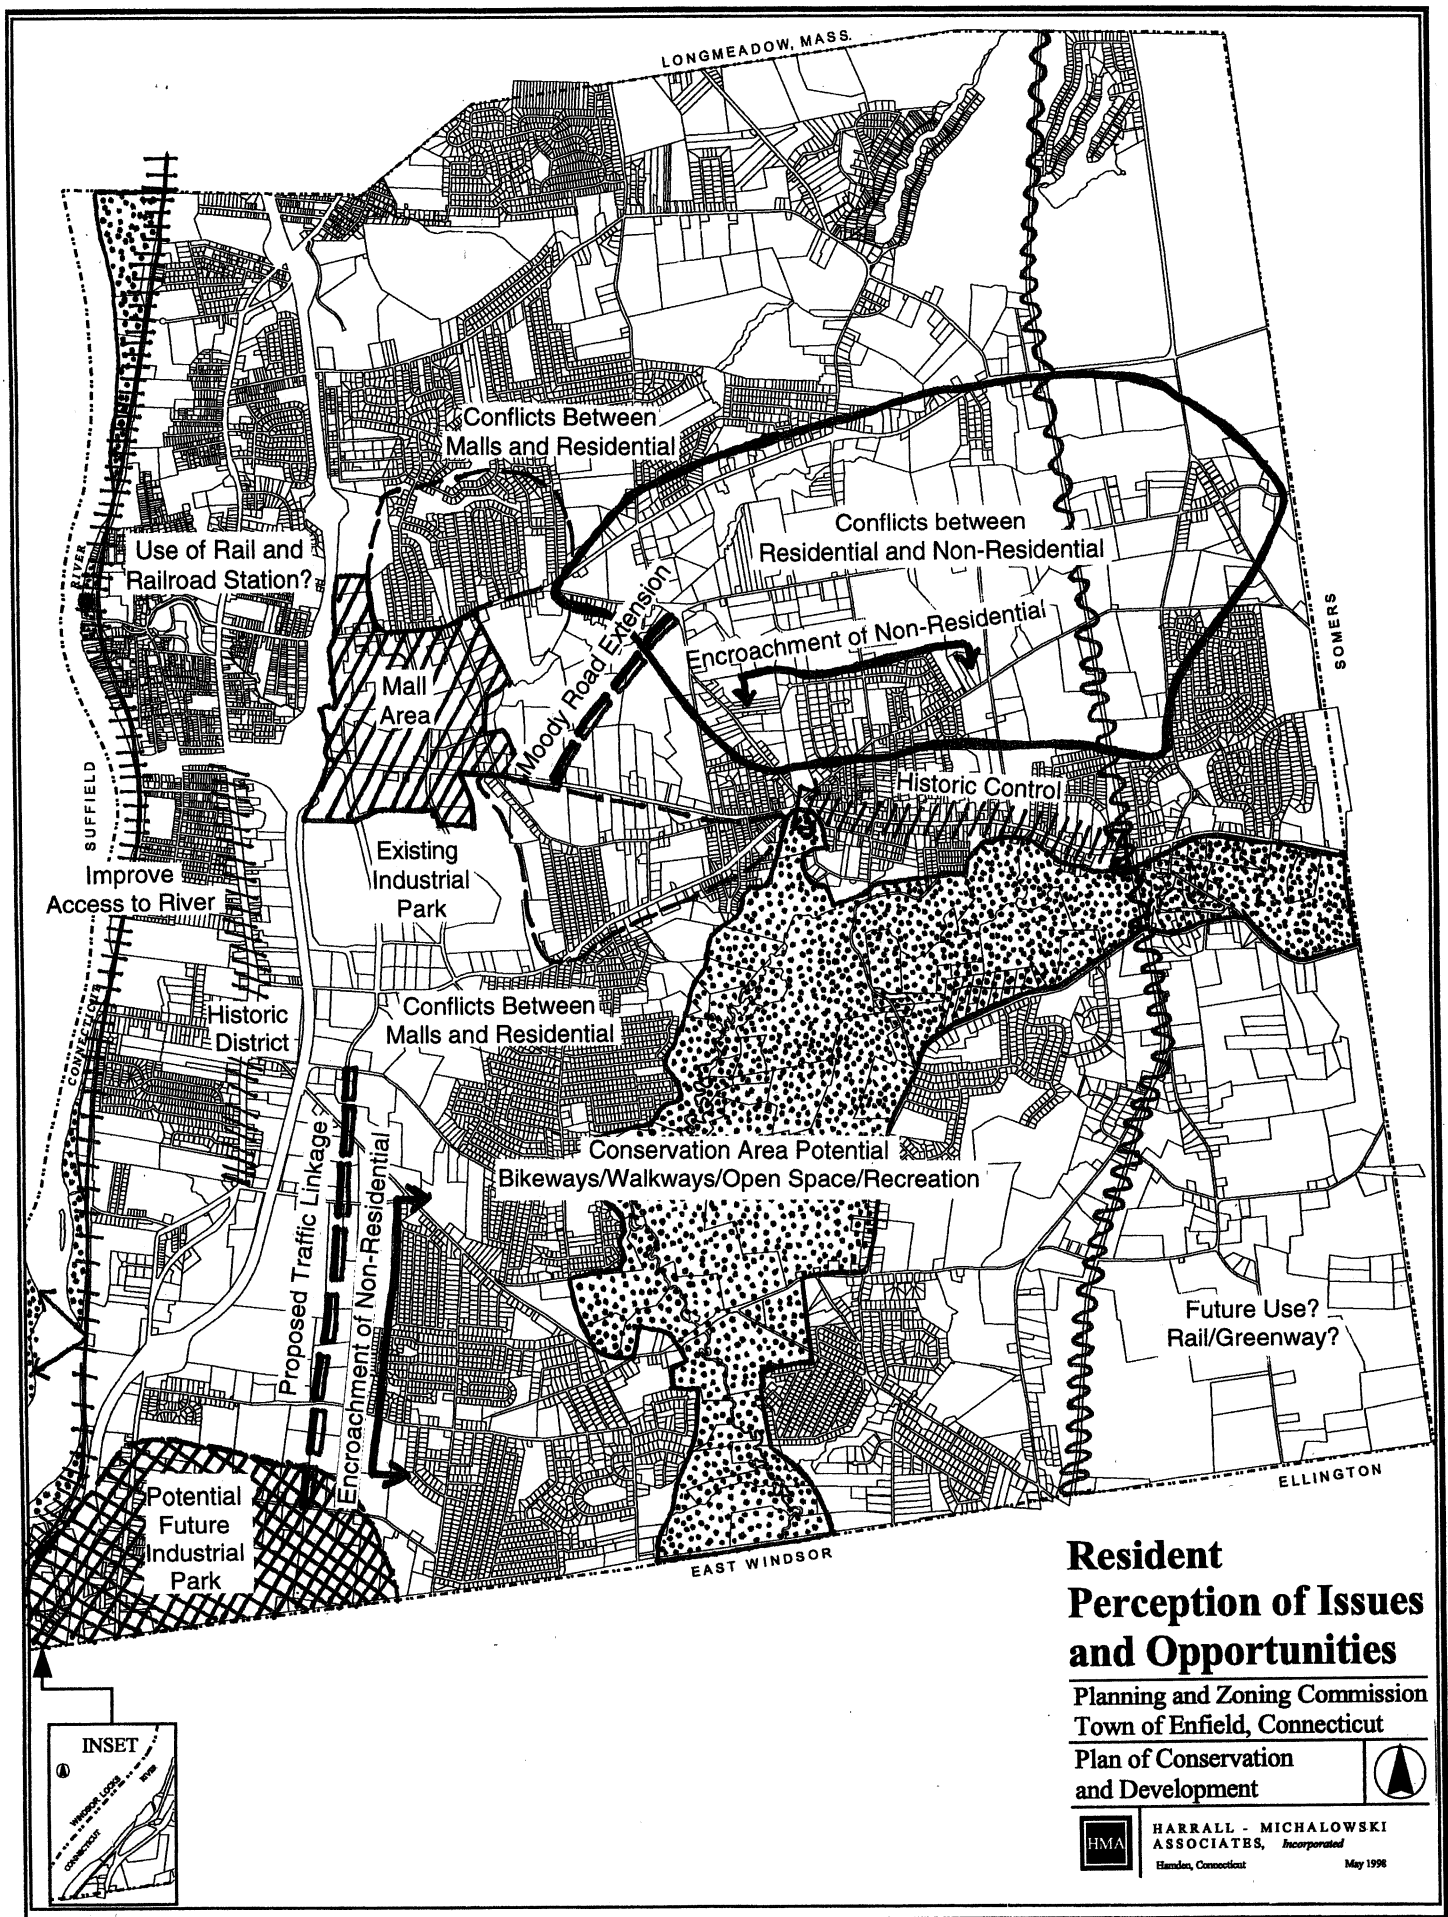 LONGMEADOW, MASS.
Conflicts Between
Malls and Residential
Conflicts between
Residential and Non-Residential
Use of Rail and
Railroad Station?
RIVER
Moody Road Extension
Encroachment of Non-Residential
SOMERS
Mall
Area
Historic Control
SUFFIELD
Existing
Industrial
Park
Improve
Access to River
Historic
District
CONNECTICUT
Conflicts Between
Malls and Residential
Conservation Area Potential
Bikeways/Walkways/Open Space/Recreation
Proposed Traffic Linkage
Encroachment of Non-Residential
Future Use?
Rail/Greenway?
Potential
Future
Industrial
Park
ELLINGTON
EAST WINDSOR
Resident
Perception of Issues
and Opportunities
Planning and Zoning Commission
Town of Enfield, Connecticut
Plan of Conservation
and Development
HMA
HARRALL - MICHALOWSKI
ASSOCIATES, Incorporated
Hamden, Connecticut
May 1998
INSET
WINDSOR LOCKS
RIVER
CONNECTICUT